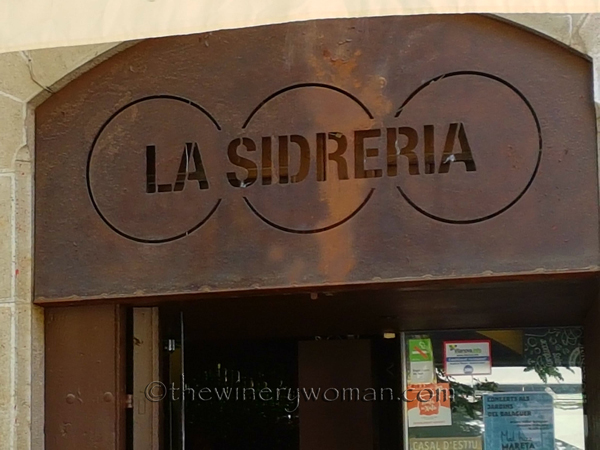 LA SIDRERIA
©thewinerywoman.com
CONCERTS ALS
JARDINS
DEL BALAGUER
MARETA
CASAL D'ESTIU